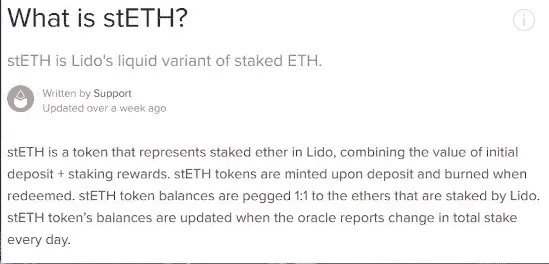 What is stETH?
stETH is Lido's liquid variant of staked ETH.
Written by Support
Updated over a week ago
stETH is a token that represents staked ether in Lido, combining the value of initial
deposit + staking rewards. stETH tokens are minted upon deposit and burned when
redeemed. stETH token balances are pegged 1:1 to the ethers that are staked by Lido.
stETH token's balances are updated when the oracle reports change in total stake
every day.